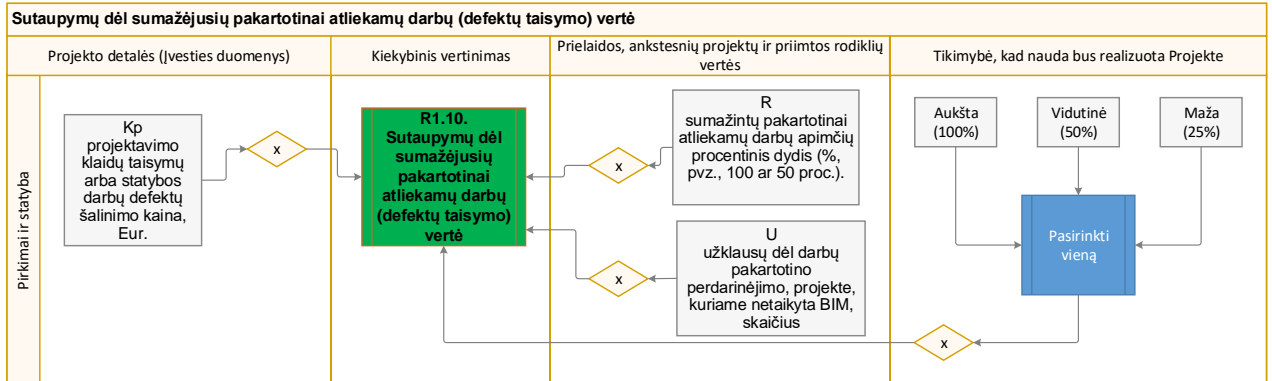 Sutaupymų dėl sumažėjusių pakartotinai atliekamų darbų (defektų taisymo) vertė
Projekto detalės (Įvesties duomenys)
Kiekybinis vertinimas
Prielaidos, ankstesnių projektų ir priimtos rodiklių
vertės
Tikimybė, kad nauda bus realizuota Projekte
Pirkimai ir statyba
Kp
projektavimo
klaidų taisymų
arba statybos
darbų defektų
šalinimo kaina,
Eur.
x
R1.10.
Sutaupymų dėl
sumažėjusių
pakartotinai
atliekamų darbų
(defektų taisymo)
vertė
x
R
sumažintų pakartotinai
atliekamų darbų apimčių
procentinis dydis (%,
pvz., 100 ar 50 proc.).
x
U
užklausų dėl darbų
pakartotino
perdarinėjimo, projekte,
kuriame netaikyta BIM,
skaičius
Aukšta
(100%)
Vidutinė
(50%)
Maža
(25%)
Pasirinkti
vieną
x